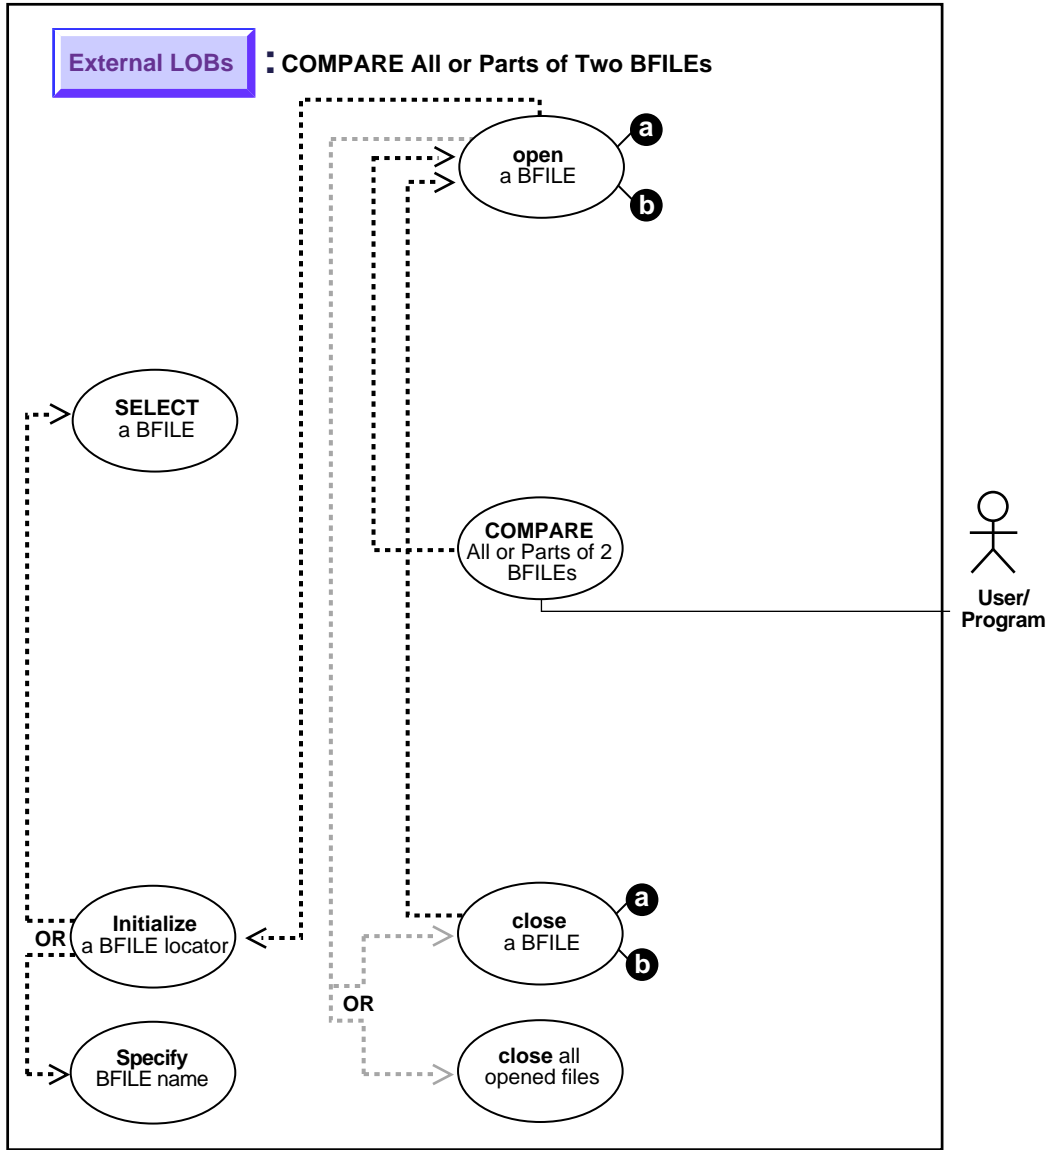 External LOBs : COMPARE All or Parts of Two BFILEs
a
open
a BFILE
b
SELECT
a BFILE
COMPARE
All or Parts of 2
BFILEs
User/
Program
a
Initialize
close
OR a BFILE locator
a BFILE
b
OR
Specify
BFILE name
close all
opened files